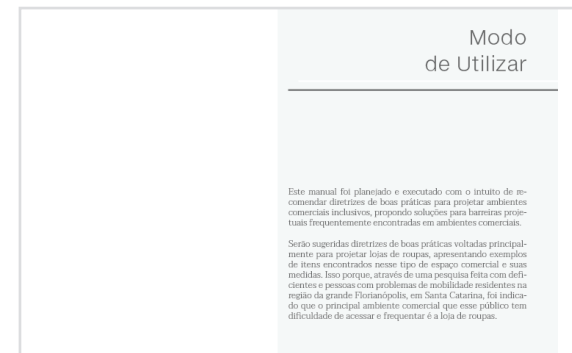 Modo
de Utilizar
Este manual foi planejado e executado com o intuito de re-
comendar diretrizes de boas práticas para projetar ambientes
comerciais inclusivos, propondo soluções para barreiras proje-
tuais frequentemente encontradas em ambientes comerciais.
Serão sugeridas diretrizes de boas práticas voltadas principal-
mente para projetar lojas de roupas, apresentando exemplos
de itens encontrados nesse tipo de espaço comercial e suas
medidas. Isso porque, através de uma pesquisa feita com defi-
cientes e pessoas com problemas de mobilidade residentes na
região da grande Florianópolis, em Santa Catarina, foi indica-
do que o principal ambiente comercial que esse público tem
dificuldade de acessar e frequentar é a loja de roupas.